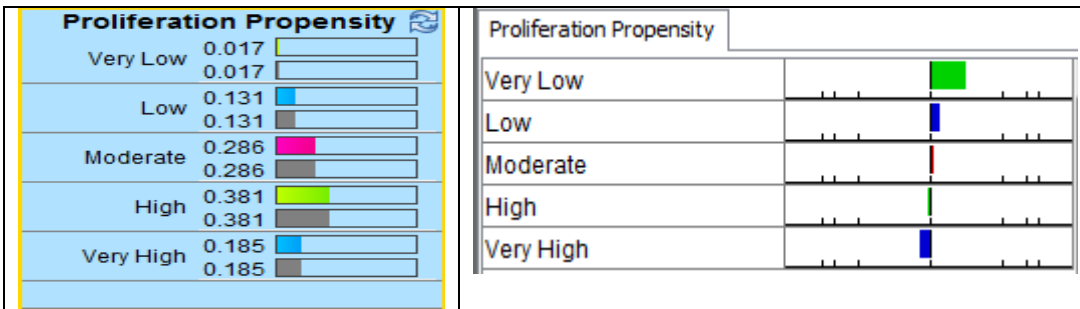 Proliferation Propensity
Very Low 0.017
0.017
Low 0.131
0.131
Moderate 0.286
0.286
High 0.381
0.381
Very High 0.185
0.185
Proliferation Propensity
Very Low
Low
Moderate
High
Very High